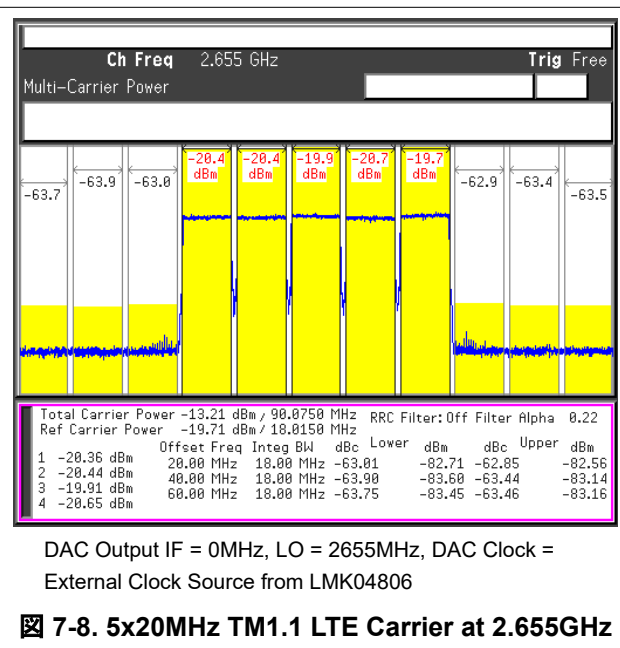 Ch Freq 2.655 GHz Trig Free
Multi-Carrier Power
-63.7 -63.9 -63.0 -20.4 dBm -20.4 dBm -19.9 dBm -20.7 dBm -19.7 dBm -62.9 -63.4 -63.5
Total Carrier Power -13.21 dBm/ 90.0750 MHz RRC Filter: Off Filter Alpha 0.22
Ref Carrier Power -19.71 dBm/ 18.0150 MHz
Offset Freq Integ BW dBc Lower dBm dBc Upper dBm
1 -20.36 dBm 20.00 MHz 18.00 MHz -63.01 -82.71 -62.85 -82.56
2 -20.44 dBm 40.00 MHz 18.00 MHz -63.90 -83.60 -63.44 -83.14
3 -19.91 dBm 60.00 MHz 18.00 MHz -63.75 -83.45 -63.46 -83.16
4 -20.65 dBm
DAC Output IF = 0MHz, LO = 2655MHz, DAC Clock =
External Clock Source from LMK04806
図 7-8. 5x20MHz TM1.1 LTE Carrier at 2.655GHz